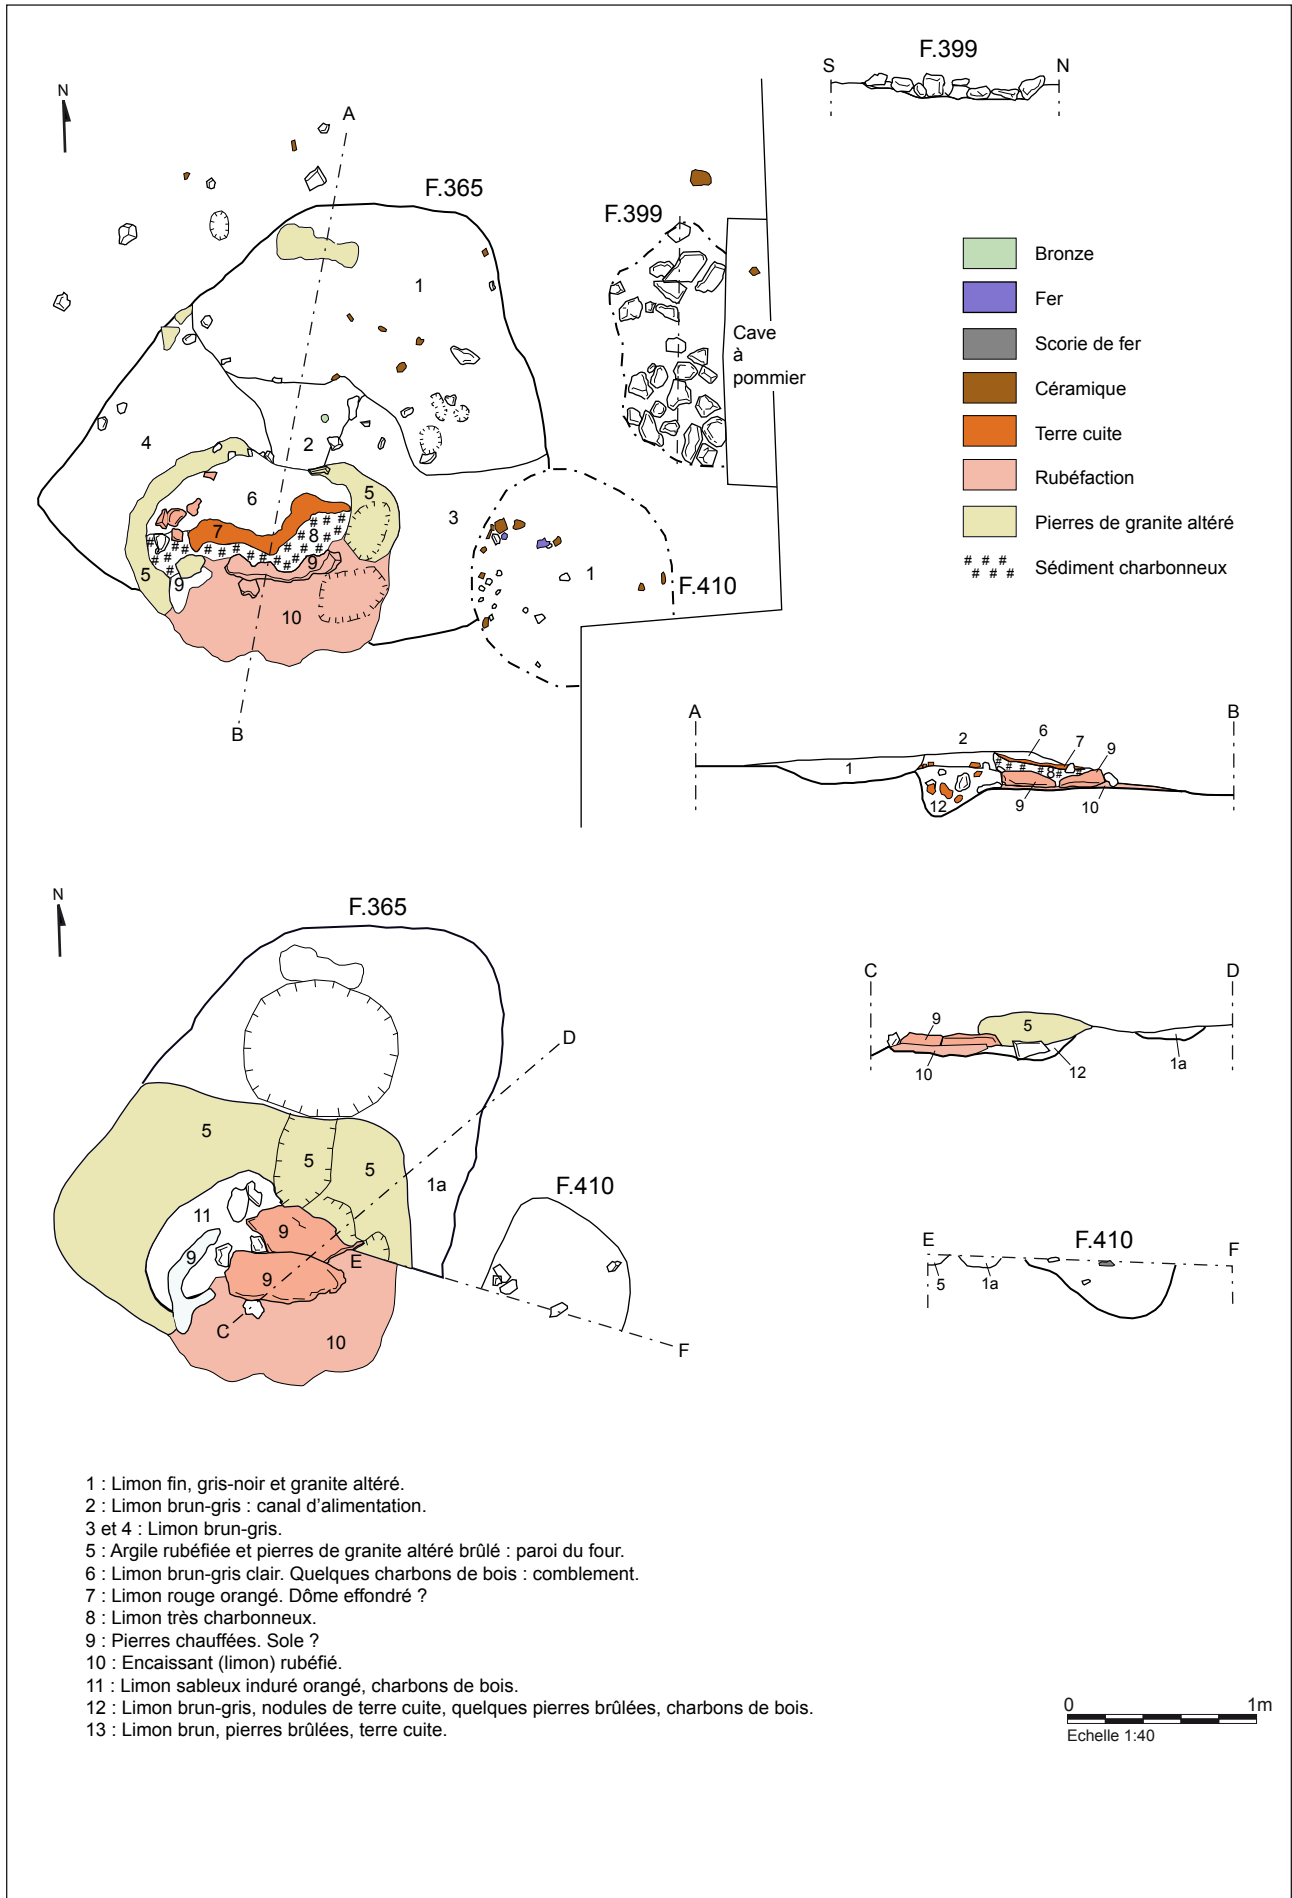 F.399
S
N
N
A
F.365
F.399
1
Bronze
Fer
Scorie de fer
Céramique
Terre cuite
Rubéfaction
Pierres de granite altéré
# # # # # # Sédiment charbonneux
Cave
à
pommier
4
2
6
5
3
7
8
9
5
9
1
F.410
10
B
A
B
2
6
7
9
1
8
12
9
10
N
F.365
C
D
9
5
10
12
1a
D
5
5
5
1a
F.410
11
9
9
E
9
C
10
F
E
F.410
F
5
1a
1 : Limon fin, gris-noir et granite altéré.
2 : Limon brun-gris : canal d’alimentation.
3 et 4 : Limon brun-gris.
5 : Argile rubéfiée et pierres de granite altéré brûlé : paroi du four.
6 : Limon brun-gris clair. Quelques charbons de bois : comblement.
7 : Limon rouge orangé. Dôme effondré ?
8 : Limon très charbonneux.
9 : Pierres chauffées. Sole ?
10 : Encaissant (limon) rubéfié.
11 : Limon sableux induré orangé, charbons de bois.
12 : Limon brun-gris, nodules de terre cuite, quelques pierres brûlées, charbons de bois.
13 : Limon brun, pierres brûlées, terre cuite.
0
1m
Echelle 1:40